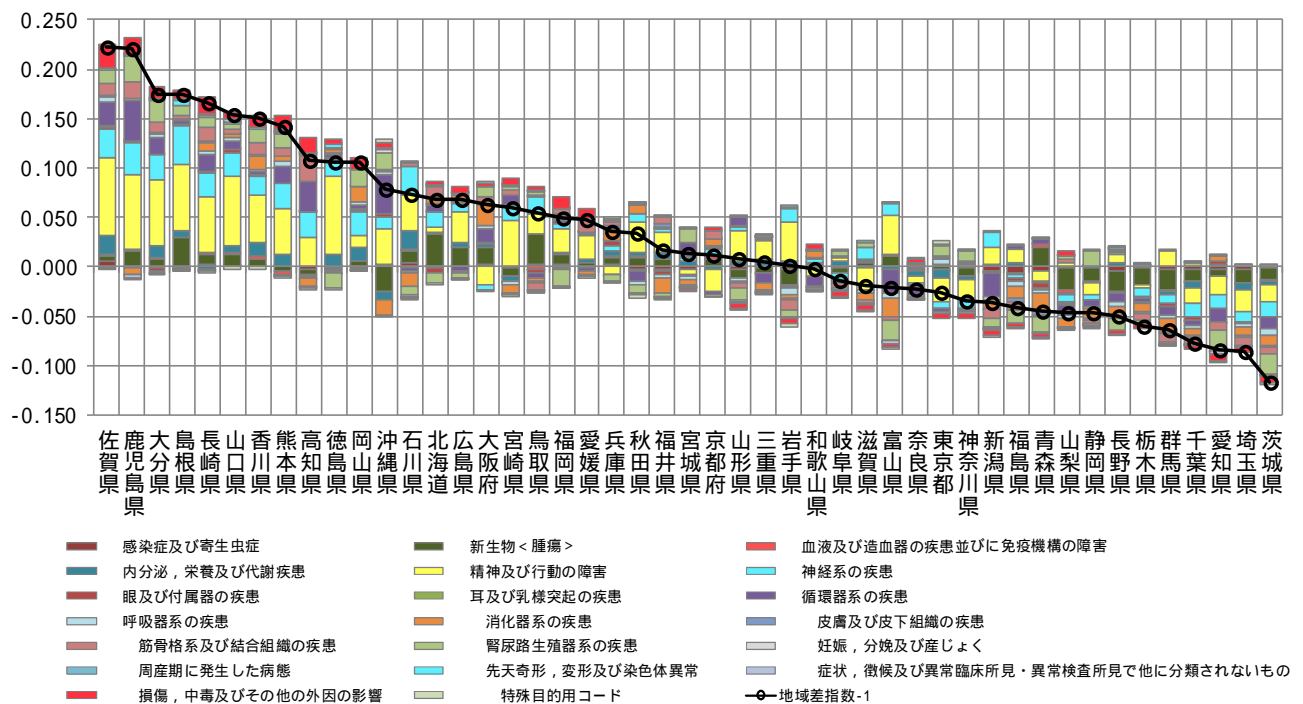 0.250
0.200
0.150
0.100
0.050
0.000
-0.050
-0.100
-0.150
佐賀県
鹿児島県
大分県
島根県
長崎県
山口県
香川県
熊本県
高知県
徳島県
岡山県
沖縄県
石川県
北海道
広島県
大阪府
宮崎県
鳥取県
福岡県
愛媛県
兵庫県
秋田県
福井県
宮城県
京都府
山形県
三重県
岩手県
和歌山県
岐阜県
滋賀県
富山県
奈良県
東京都
神奈川県
新潟県
福島県
青森県
山梨県
静岡県
長野県
栃木県
群馬県
千葉県
愛知県
埼玉県
茨城県
感染症及び寄生虫症
新生物＜腫瘍＞
血液及び造血器の疾患並びに免疫機構の障害
内分泌，栄養及び代謝疾患
精神及び行動の障害
神経系の疾患
眼及び付属器の疾患
耳及び乳様突起の疾患
循環器系の疾患
呼吸器系の疾患
消化器系の疾患
皮膚及び皮下組織の疾患
筋骨格系及び結合組織の疾患
腎尿路生殖器系の疾患
妊娠，分娩及び産じょく
周産期に発生した病態
先天奇形，変形及び染色体異常
症状，徴候及び異常臨床所見・異常検査所見で他に分類されないもの
損傷，中毒及びその他の外因の影響
特殊目的用コード
地域差指数-1